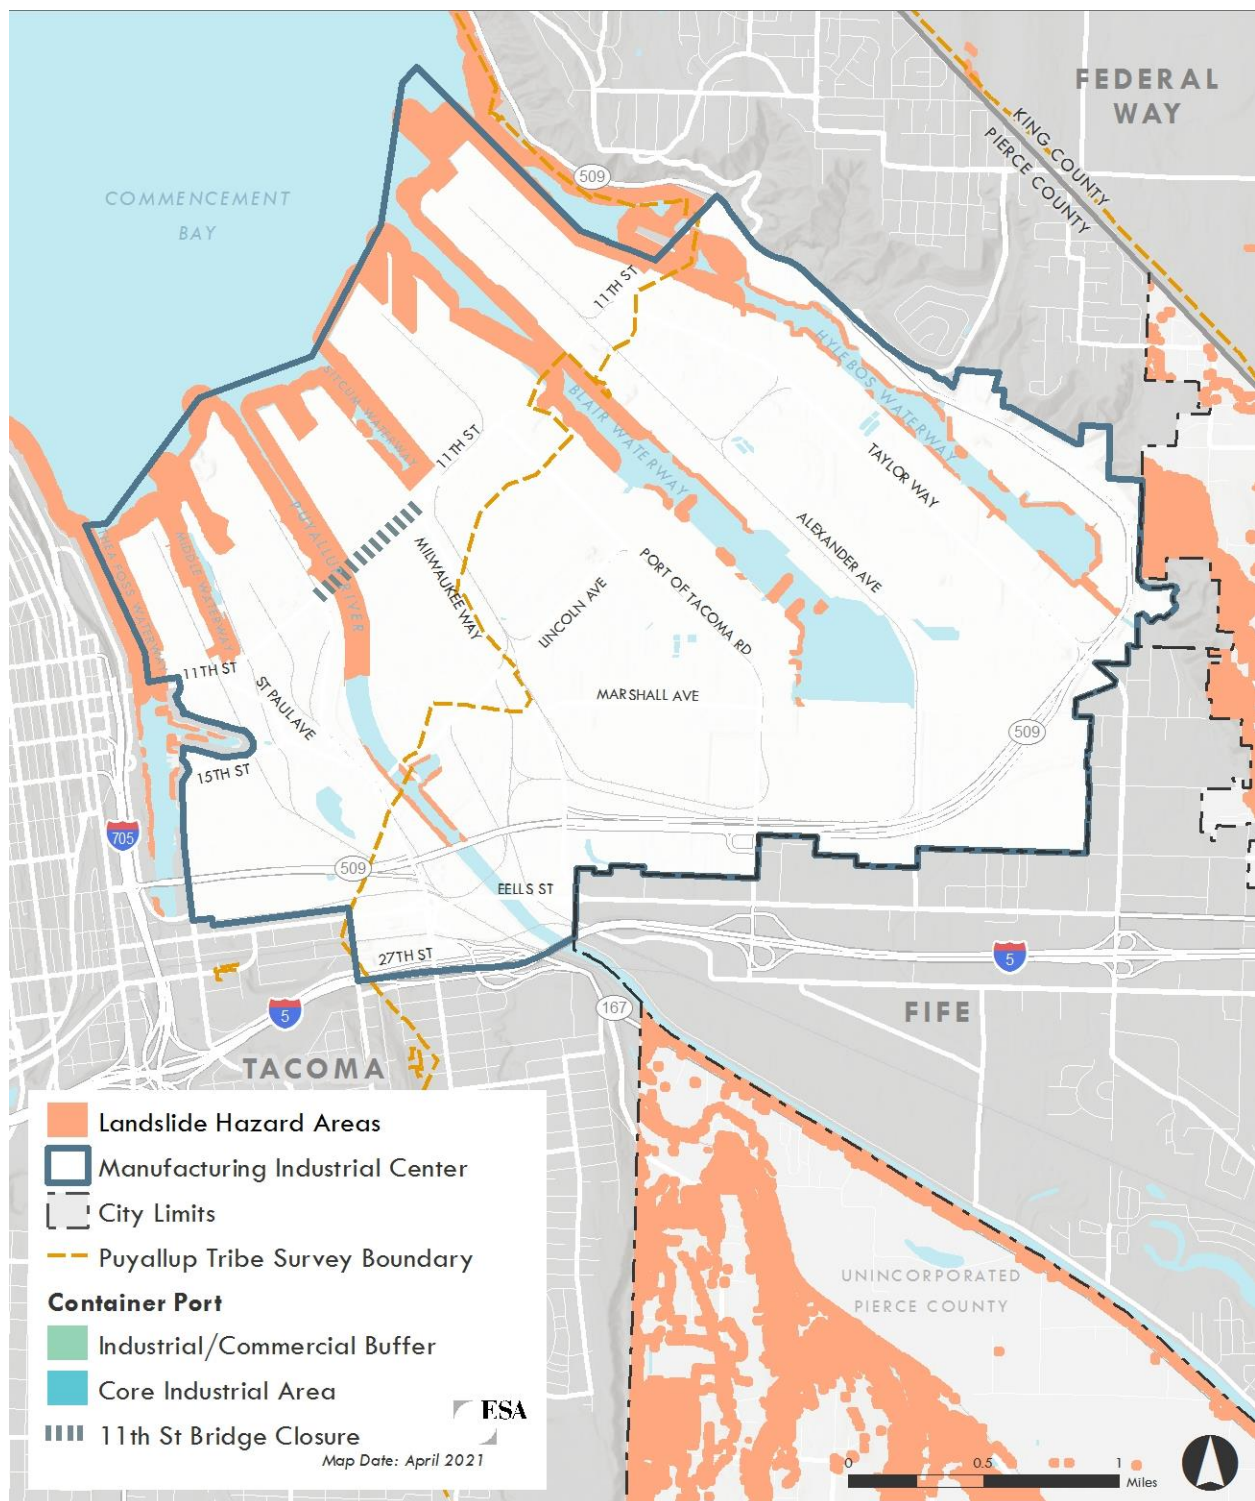 FEDERAL
WAY
KING COUNTY
PIERCE COUNTY
COMMENCEMENT
BAY
509
11TH ST
HYLEBOS WATERWAY
SITCUM WATERWAY
BLAIR WATERWAY
11TH ST
TAYLOR WAY
PUYALLUP RIVER
ALEXANDER AVE
THEA FOSS WATERWAY
MIDDLE WATERWAY
MILWAUKEE WAY
LINCOLN AVE
PORT OF TACOMA RD
11TH ST
ST PAUL AVE
MARSHALL AVE
509
15TH ST
705
509
EELLS ST
27TH ST
5
5
167
FIFE
TACOMA
UNINCORPORATED
PIERCE COUNTY
Landslide Hazard Areas
Manufacturing Industrial Center
City Limits
Puyallup Tribe Survey Boundary
Container Port
Industrial/Commercial Buffer
Core Industrial Area
11th St Bridge Closure
ESA
Map Date: April 2021
0 0.5 1
Miles